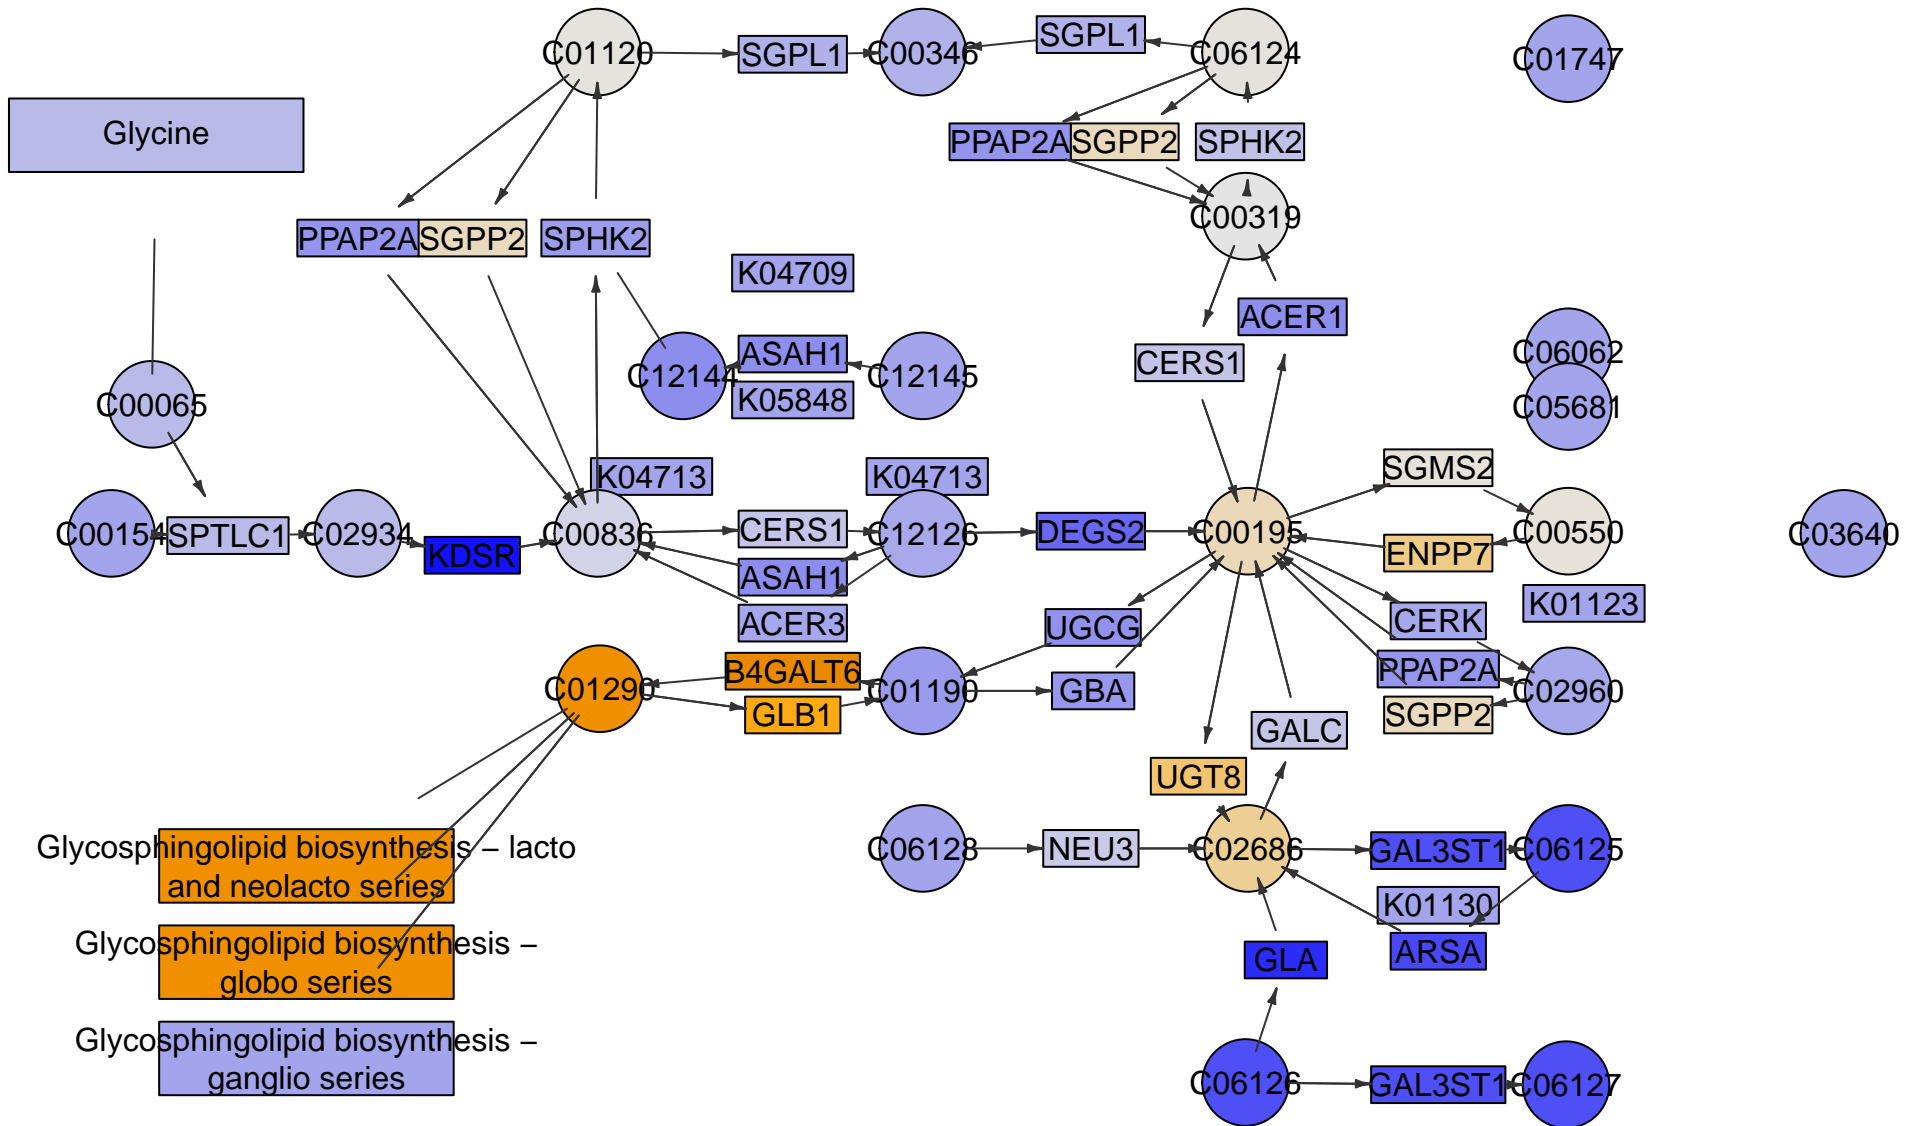 C01120
SGPL1
C00346
SGPL1
C06124
C01747
Glycine
PPAP2A
SGPP2
SPHK2
C00319
PPAP2A
SGPP2
SPHK2
K04709
ACER1
C12144
ASAH1
C12145
K05848
CERS1
C06062
C05681
C00065
K04713
K04713
SGMS2
C00154
SPTLC1
C02934
KDSR
C00836
CERS1
C12126
DEGS2
C00195
C00550
C03640
ASAH1
ENPP7
ACER3
UGCG
CERK
K01123
C01290
B4GALT6
GLB1
C01190
GBA
PPAP2A
C02960
SGPP2
GALC
UGT8
Glycosphingolipid biosynthesis – lacto
and neolacto series
C06128
NEU3
C02686
GAL3ST1
C06125
K01130
ARSA
Glycosphingolipid biosynthesis –
globo series
GLA
Glycosphingolipid biosynthesis –
ganglio series
C06126
GAL3ST1
C06127